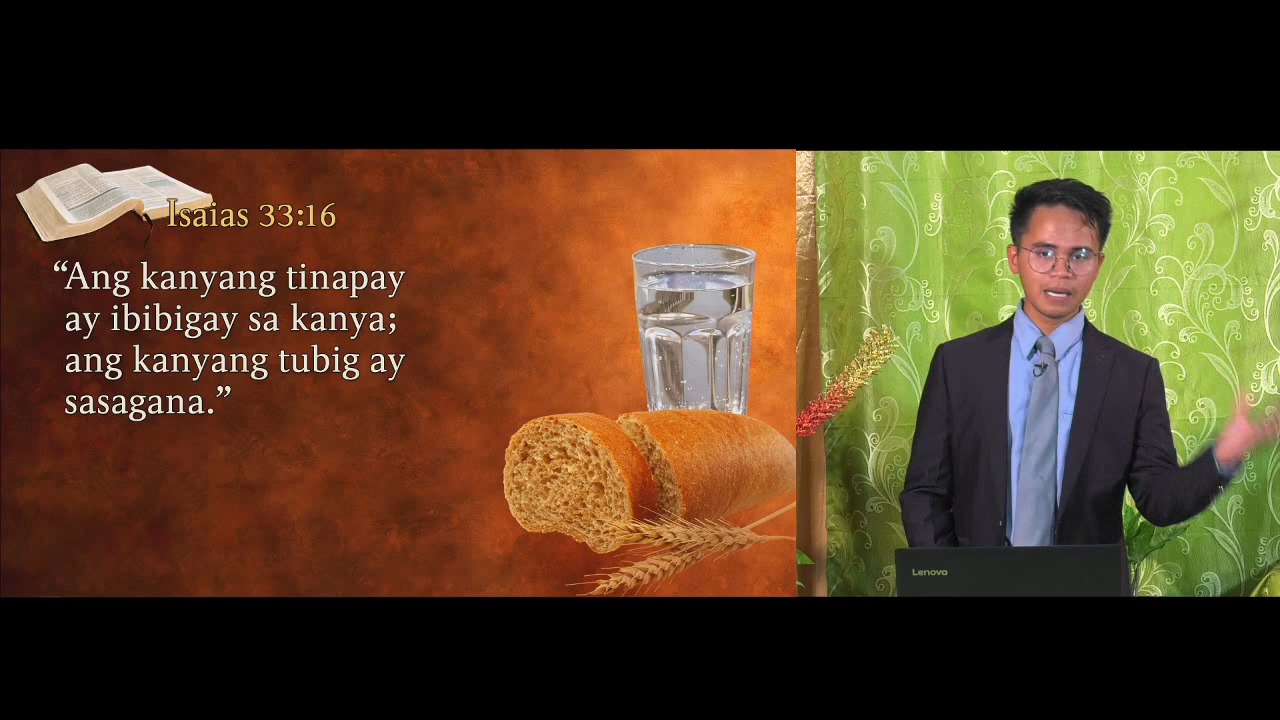 Isaias 33:16
“Ang kanyang tinapay
ay ibibigay sa kanya;
ang kanyang tubig ay
sasagana.”
Lenovo